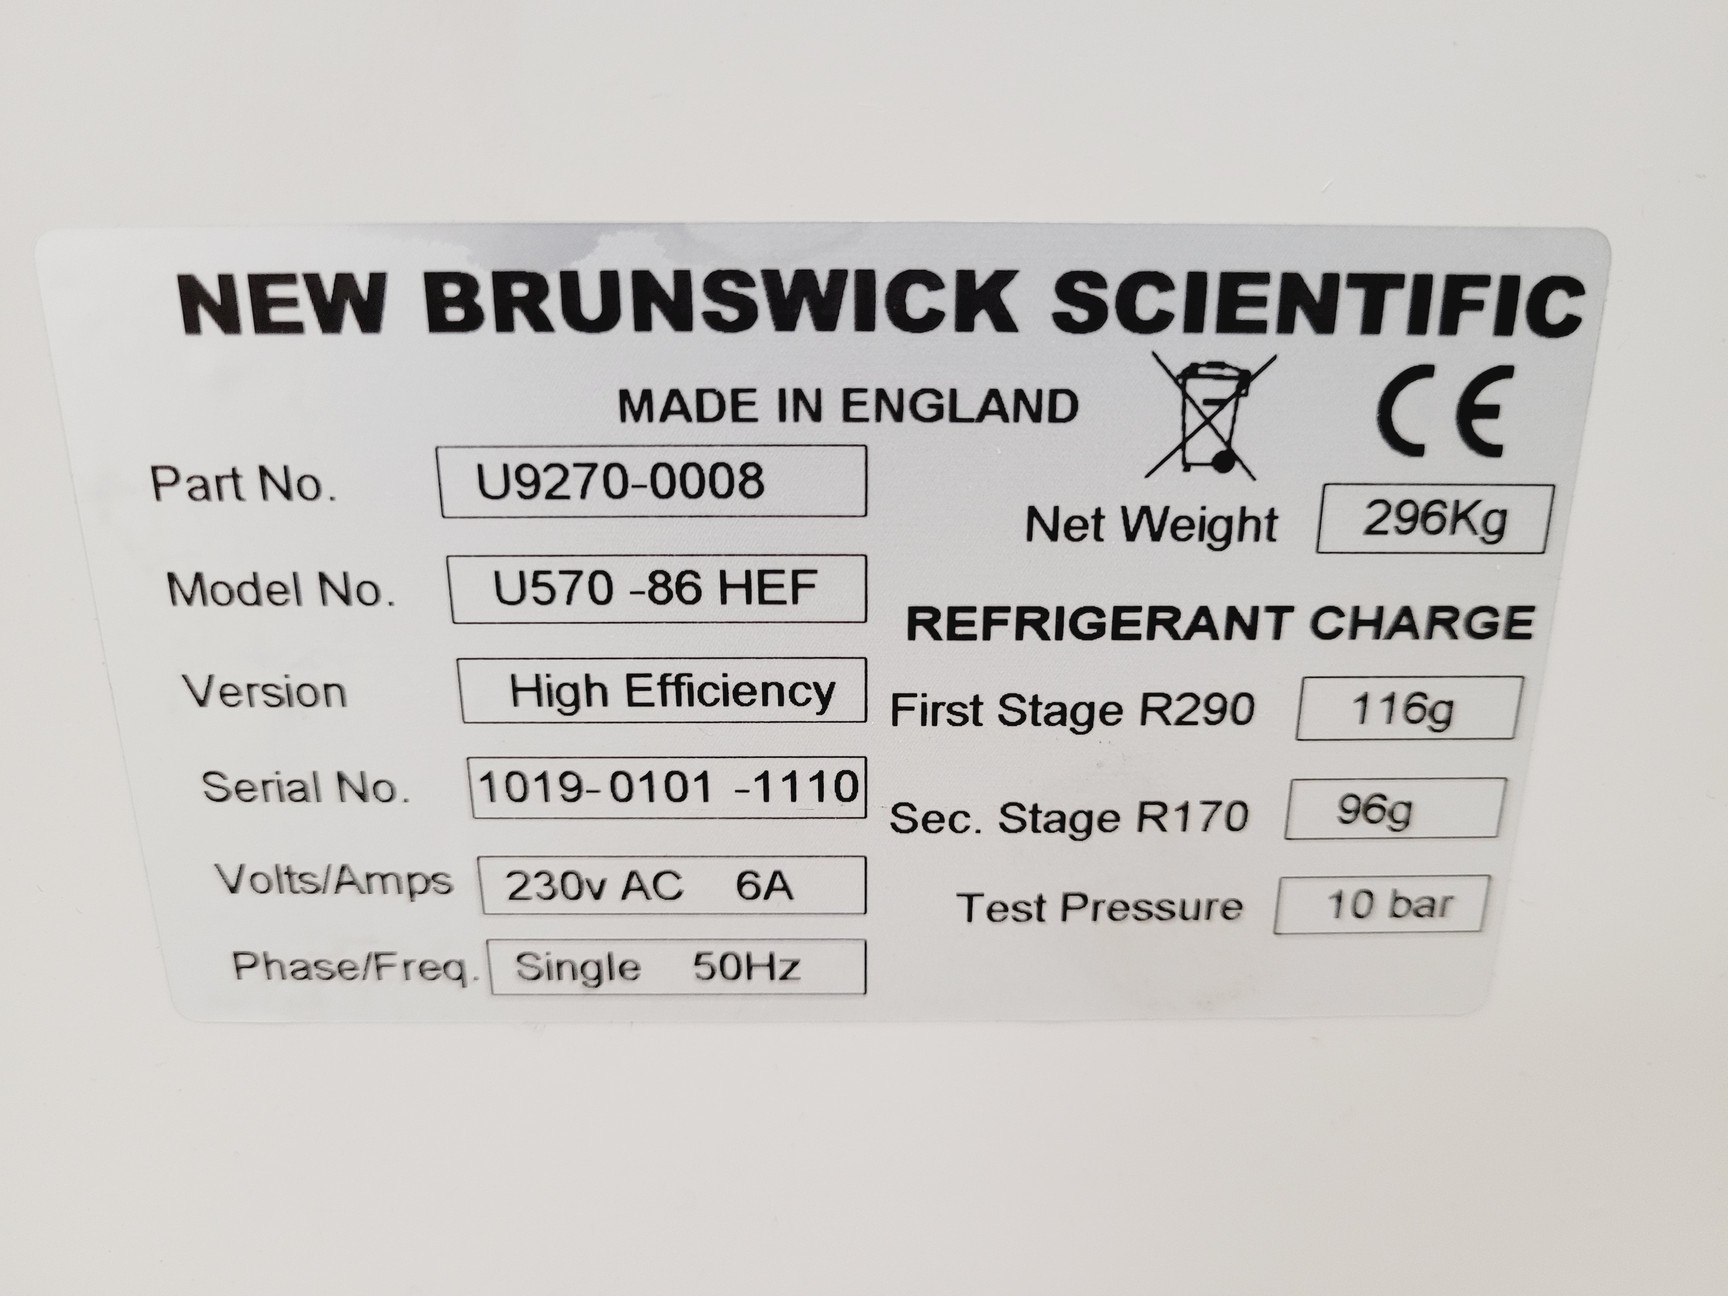 NEW BRUNSWICK SCIENTIFIC
MADE IN ENGLAND
CE
Part No. U9270-0008
Net Weight 296Kg
Model No. U570 -86 HEF
REFRIGERANT CHARGE
Version High Efficiency
First Stage R290 116g
Serial No. 1019-0101 -1110
Sec. Stage R170 96g
Volts/Amps 230v AC 6A
Test Pressure 10 bar
Phase/Freq. Single 50Hz